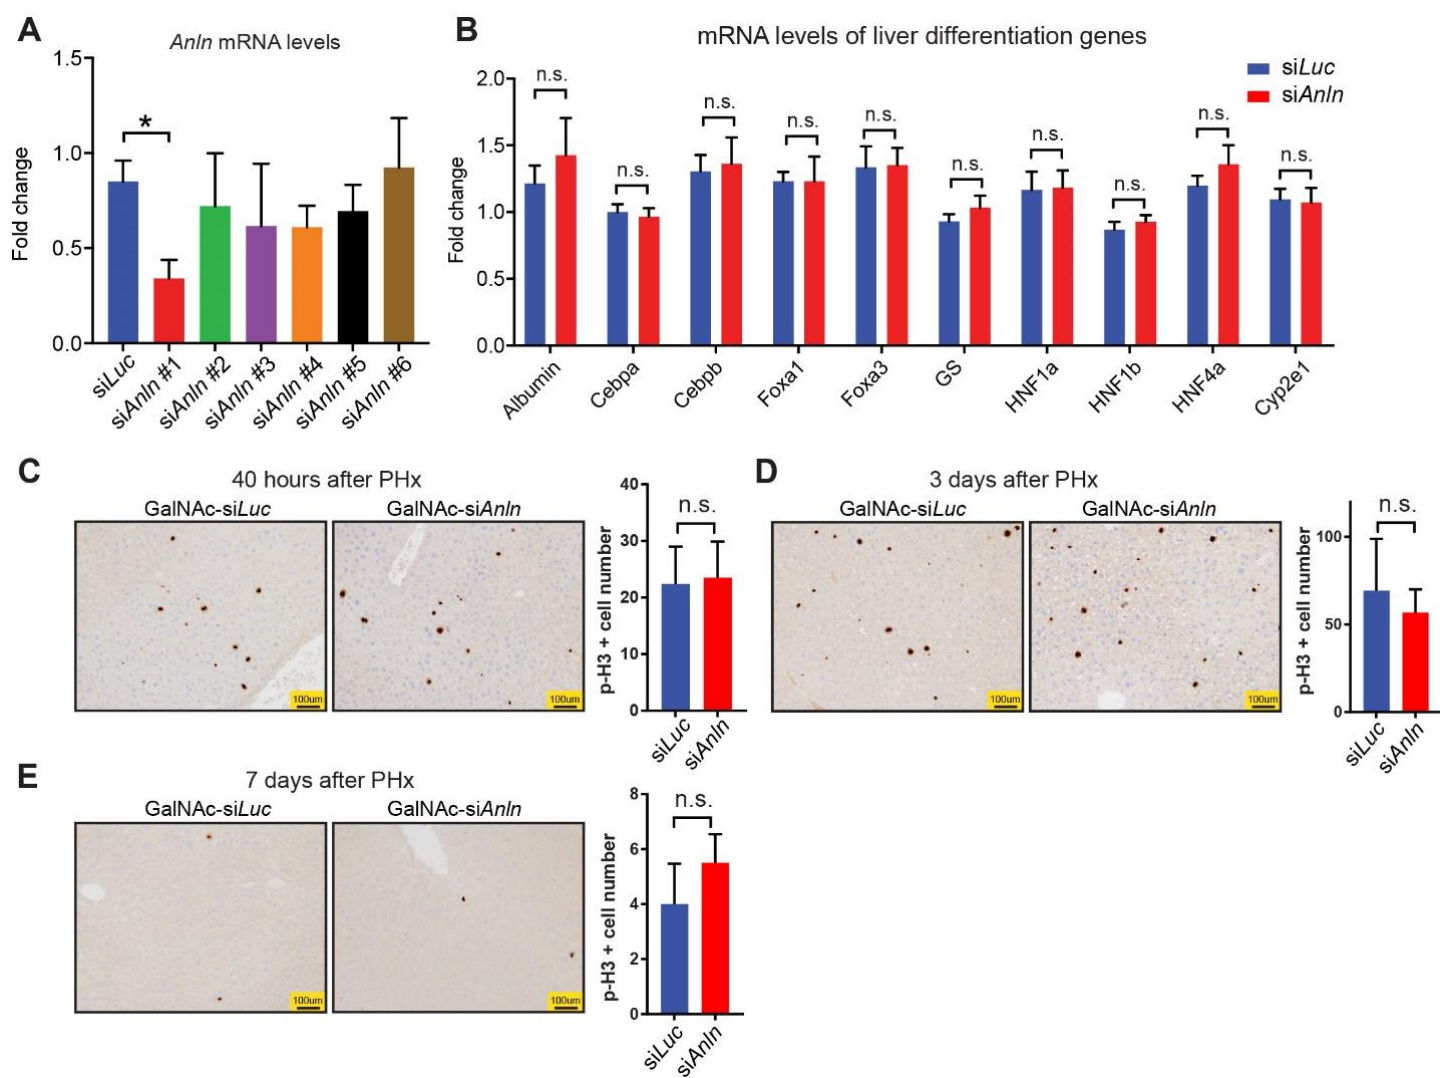 A
Anln mRNA levels
Fold change
1.5
1.0
0.5
0.0
*
siLuc
siAnln #1
siAnln #2
siAnln #3
siAnln #4
siAnln #5
siAnln #6
B
mRNA levels of liver differentiation genes
siLuc
siAnln
Fold change
2.0
1.5
1.0
0.5
0.0
n.s.
n.s.
n.s.
n.s.
n.s.
n.s.
n.s.
n.s.
n.s.
n.s.
Albumin
Cebpa
Cebpb
Foxa1
Foxa3
GS
HNF1a
HNF1b
HNF4a
Cyp2e1
C
40 hours after PHx
GalNAc-siLuc
GalNAc-siAnln
100um
100um
p-H3 + cell number
40
30
20
10
0
n.s.
siLuc
siAnln
D
3 days after PHx
GalNAc-siLuc
GalNAc-siAnln
100um
100um
p-H3 + cell number
100
50
0
n.s.
siLuc
siAnln
E
7 days after PHx
GalNAc-siLuc
GalNAc-siAnln
100um
100um
p-H3 + cell number
8
6
4
2
0
n.s.
siLuc
siAnln